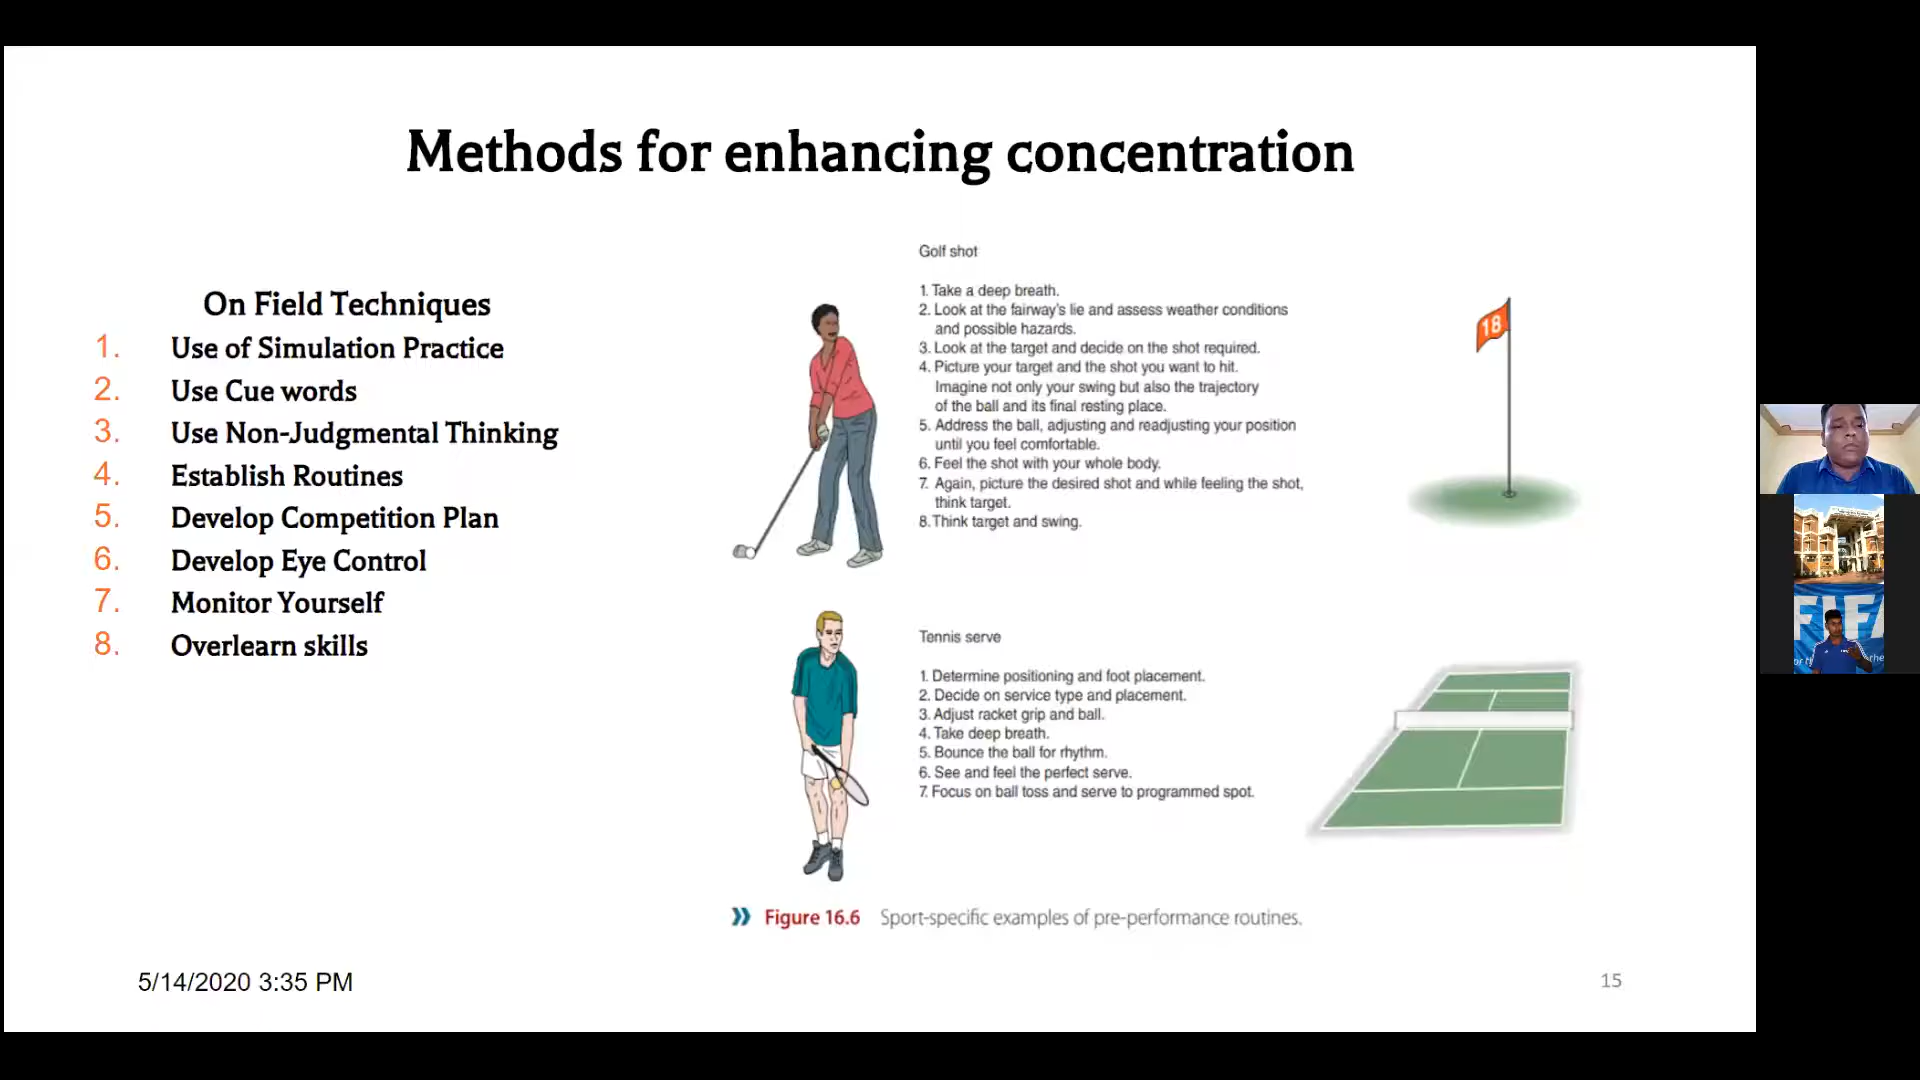 Methods for enhancing concentration
On Field Techniques
1. Use of Simulation Practice
2. Use Cue words
3. Use Non-Judgmental Thinking
4. Establish Routines
5. Develop Competition Plan
6. Develop Eye Control
7. Monitor Yourself
8. Overlearn skills
Golf shot
1. Take a deep breath.
2. Look at the fairway's lie and assess weather conditions
and possible hazards.
3. Look at the target and decide on the shot required.
4. Picture your target and the shot you want to hit.
Imagine not only your swing but also the trajectory
of the ball and its final resting place.
5. Address the ball, adjusting and readjusting your position
until you feel comfortable.
6. Feel the shot with your whole body.
7. Again, picture the desired shot and while feeling the shot,
think target.
8. Think target and swing.
18
Tennis serve
1. Determine positioning and foot placement.
2. Decide on service type and placement.
3. Adjust racket grip and ball.
4. Take deep breath.
5. Bounce the ball for rhythm.
6. See and feel the perfect serve.
7. Focus on ball toss and serve to programmed spot.
Figure 16.6 Sport-specific examples of pre-performance routines.
5/14/2020 3:35 PM
15
FIFA